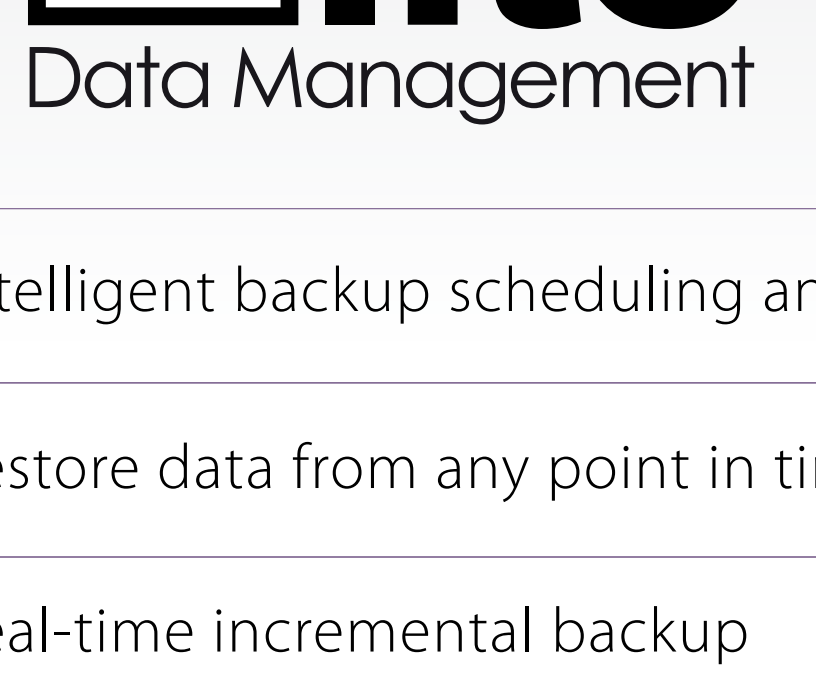 Data Management
telligent backup scheduling an
estore data from any point in ti
eal-time incremental backup